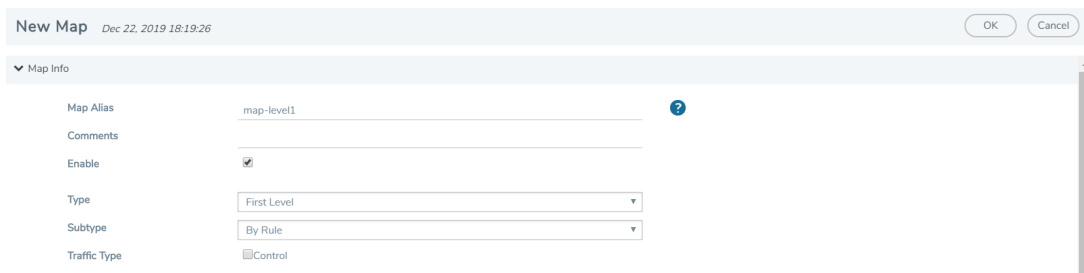 New Map Dec 22, 2019 18:19:26 OK Cancel
Map Info
Map Alias map-level1 ?
Comments
Enable
Type First Level
Subtype By Rule
Traffic Type Control